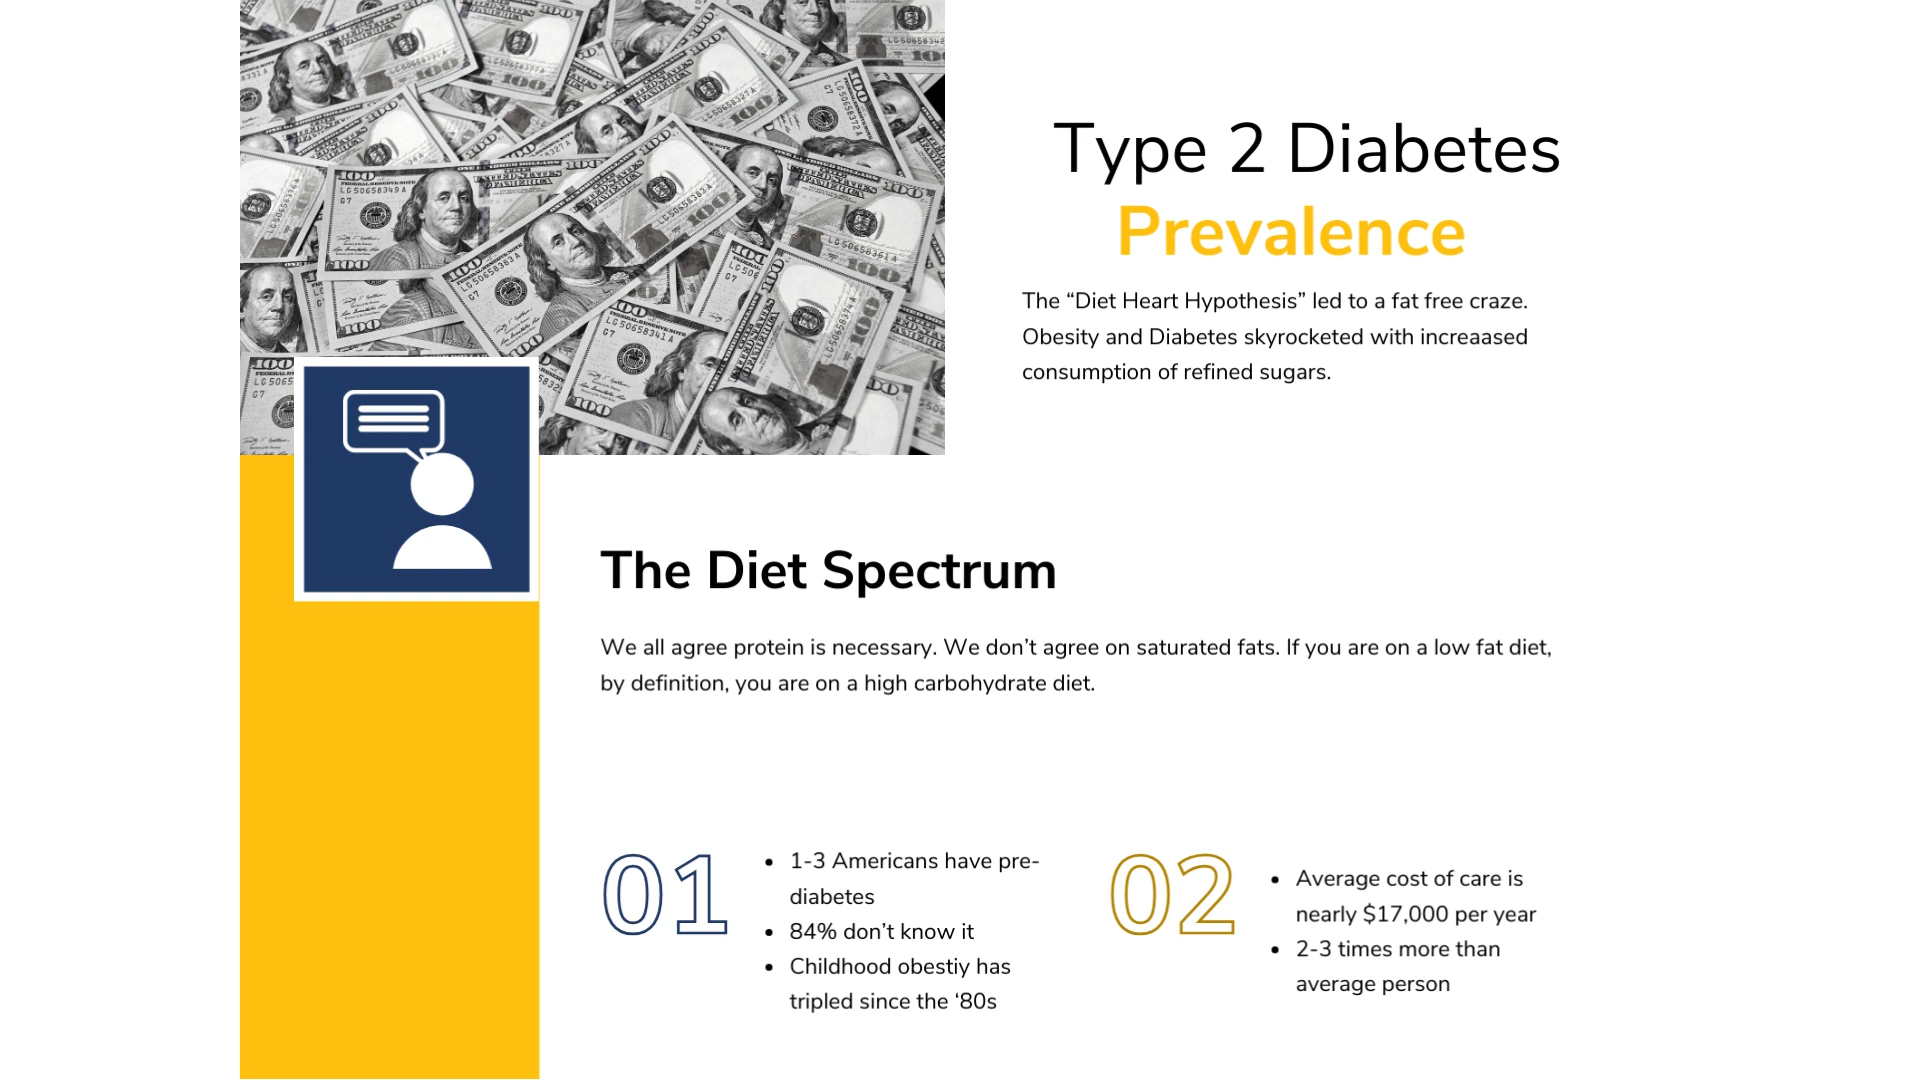 Type 2 Diabetes
Prevalence
The “Diet Heart Hypothesis” led to a fat free craze.
Obesity and Diabetes skyrocketed with increaased
consumption of refined sugars.
The Diet Spectrum
We all agree protein is necessary. We don’t agree on saturated fats. If you are on a low fat diet,
by definition, you are on a high carbohydrate diet.
01
1-3 Americans have pre-
diabetes
84% don’t know it
Childhood obestiy has
tripled since the ‘80s
02
Average cost of care is
nearly $17,000 per year
2-3 times more than
average person